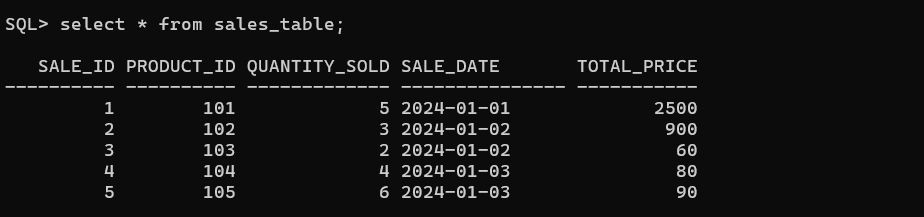 SQL> select * from sales_table;
   SALE_ID PRODUCT_ID QUANTITY_SOLD SALE_DATE       TOTAL_PRICE
---------- ---------- ------------- --------------- -----------
         1        101             5 2024-01-01             2500
         2        102             3 2024-01-02              900
         3        103             2 2024-01-02               60
         4        104             4 2024-01-03               80
         5        105             6 2024-01-03               90